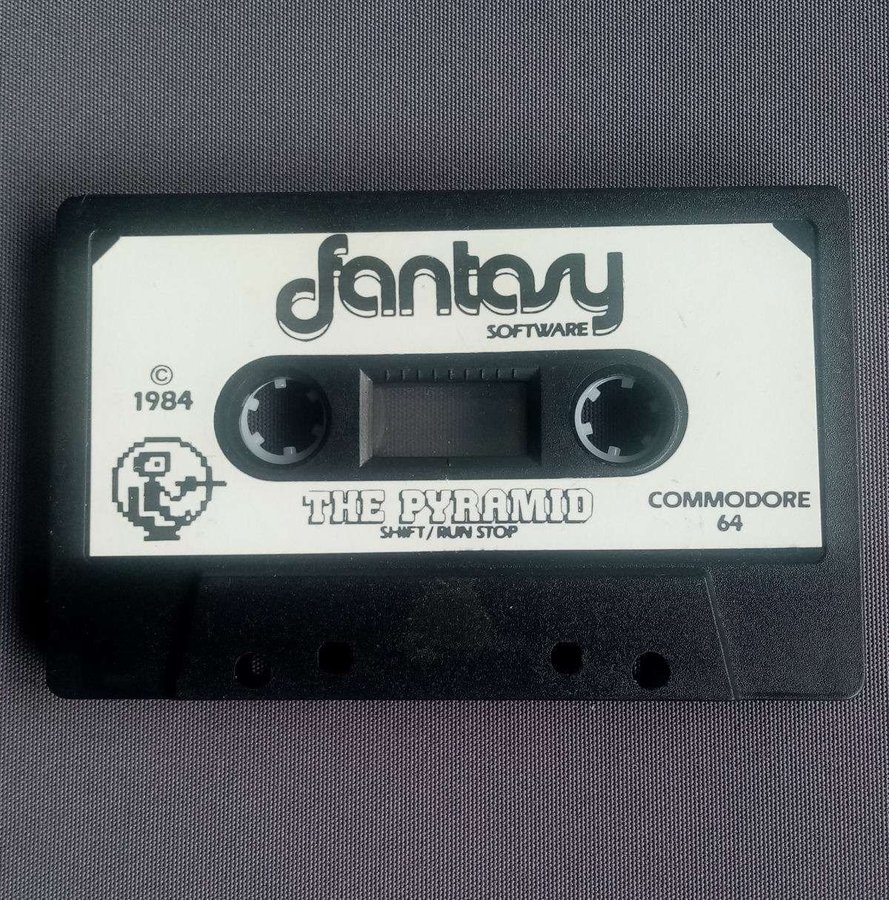 fantasy
SOFTWARE
©
1984
THE PYRAMID
SHIFT/RUN STOP
COMMODORE
64